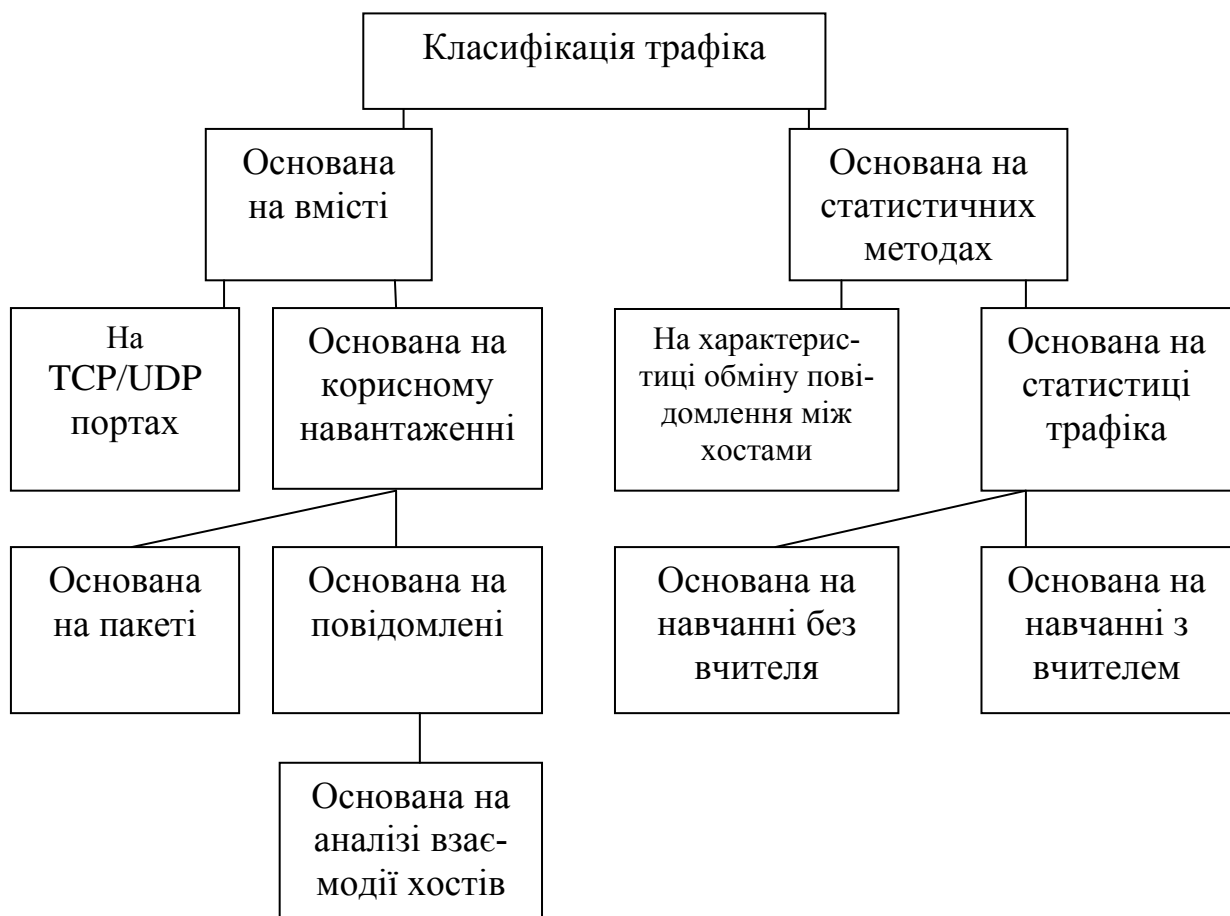 Класифікація трафіка
Основана
на вмісті
Основана на
статистичних
методах
На
TCP/UDP
портах
Основана на
корисному
навантаженні
На характерис-
тиці обміну пові-
домлення між
хостами
Основана на
статистиці
трафіка
Основана
на пакеті
Основана на
повідомлені
Основана на
навчанні без
вчителя
Основана на
навчанні з
вчителем
Основана на
аналізі взає-
модії хостів